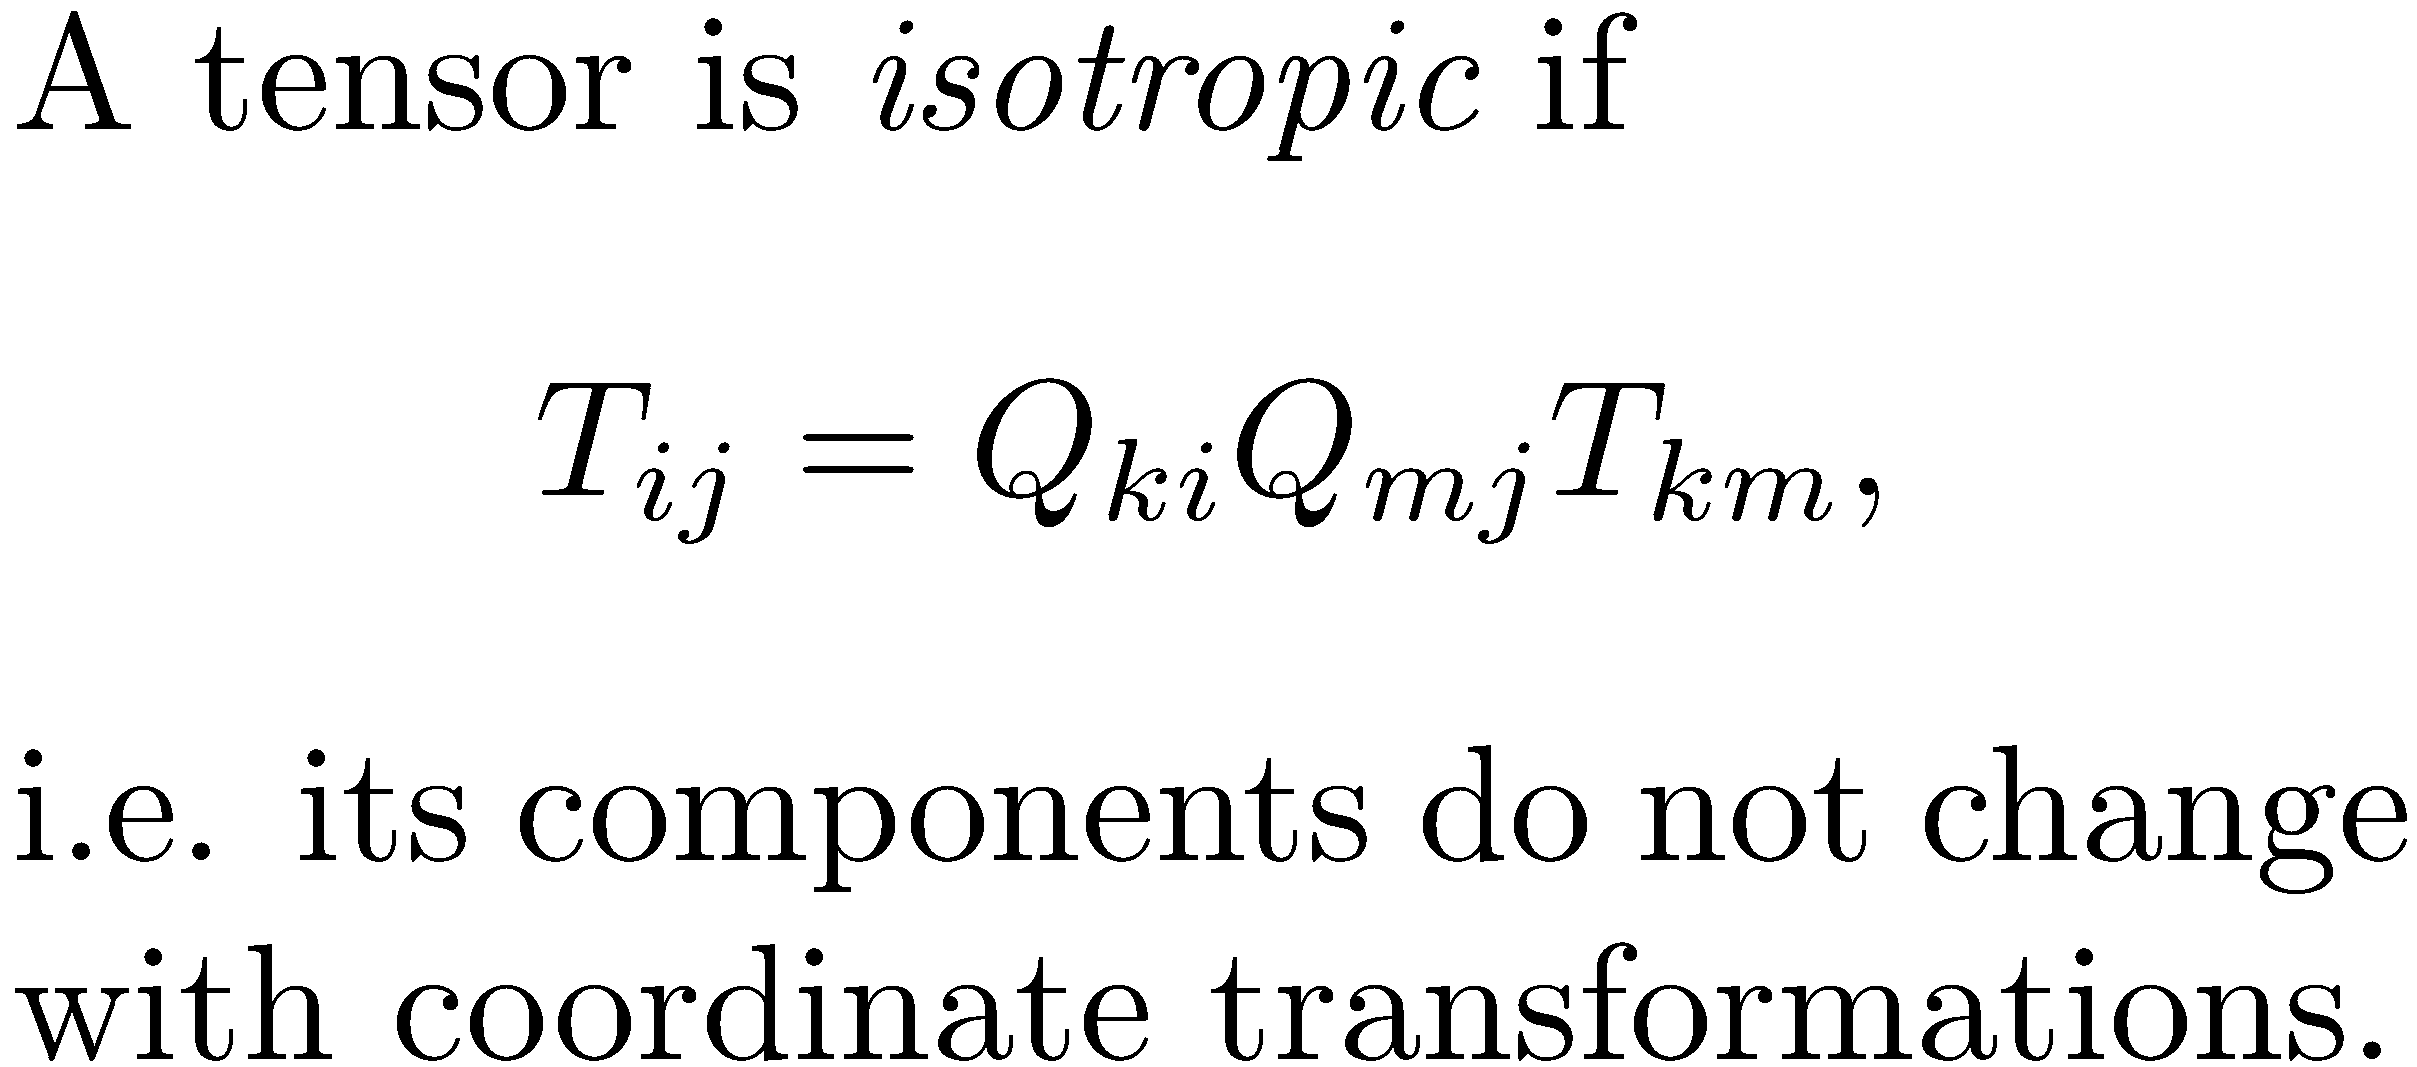 A tensor is isotropic if
T_{ij} = Q_{ki}Q_{mj}T_{km},
i.e. its components do not change
with coordinate transformations.